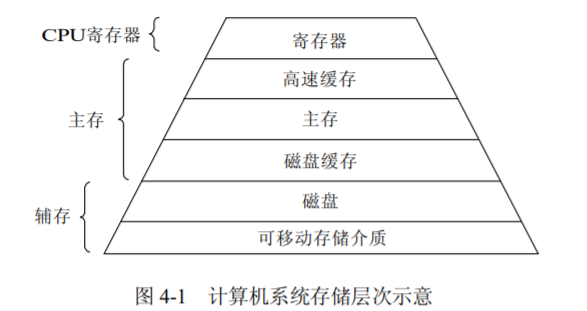 CPU寄存器
寄存器
高速缓存
主存
主存
磁盘缓存
辅存
磁盘
可移动存储介质
图 4-1 计算机系统存储层次示意